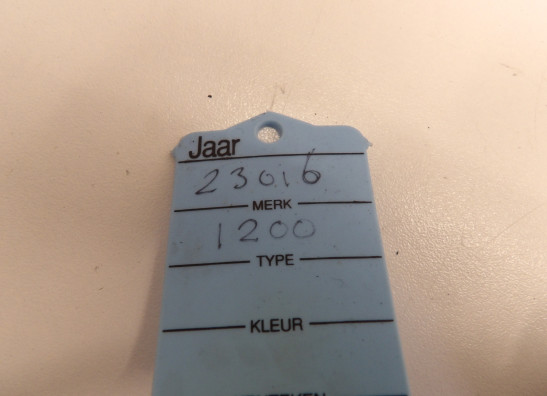 Jaar
23016
MERK
1200
TYPE
KLEUR